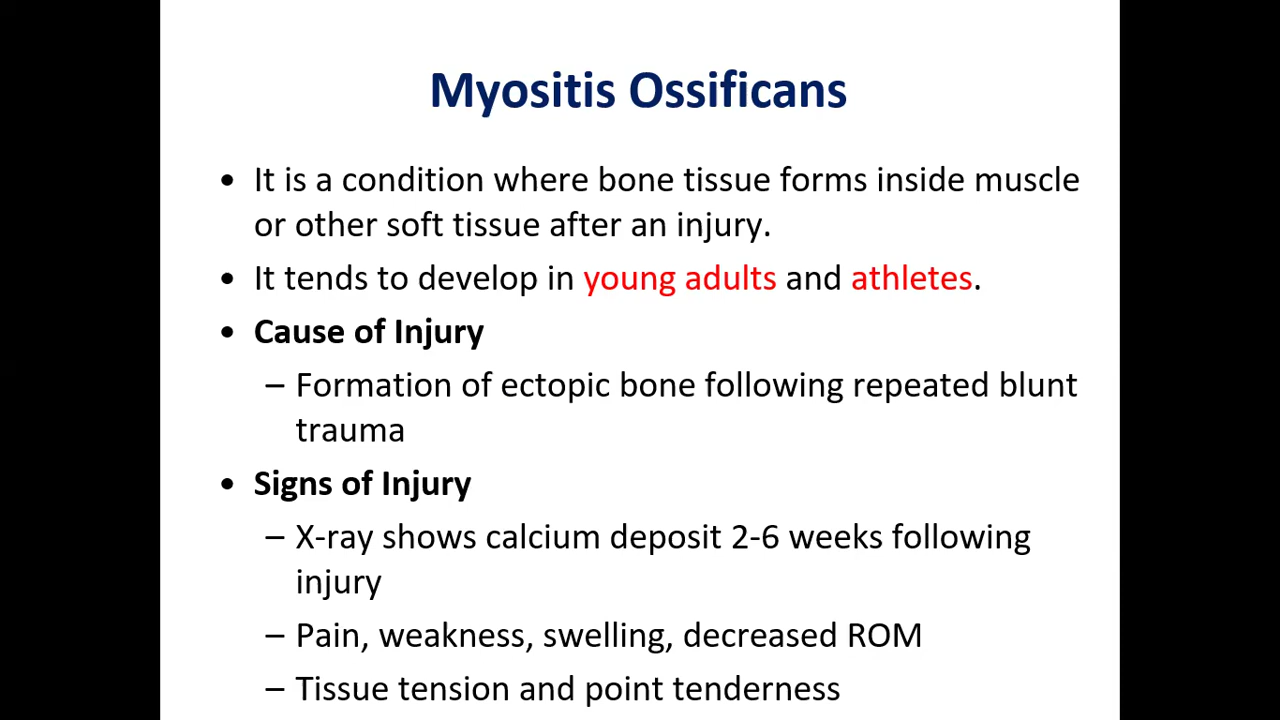 Myositis Ossificans
• It is a condition where bone tissue forms inside muscle
or other soft tissue after an injury.
• It tends to develop in young adults and athletes.
• Cause of Injury
– Formation of ectopic bone following repeated blunt
trauma
• Signs of Injury
– X-ray shows calcium deposit 2-6 weeks following
injury
– Pain, weakness, swelling, decreased ROM
– Tissue tension and point tenderness